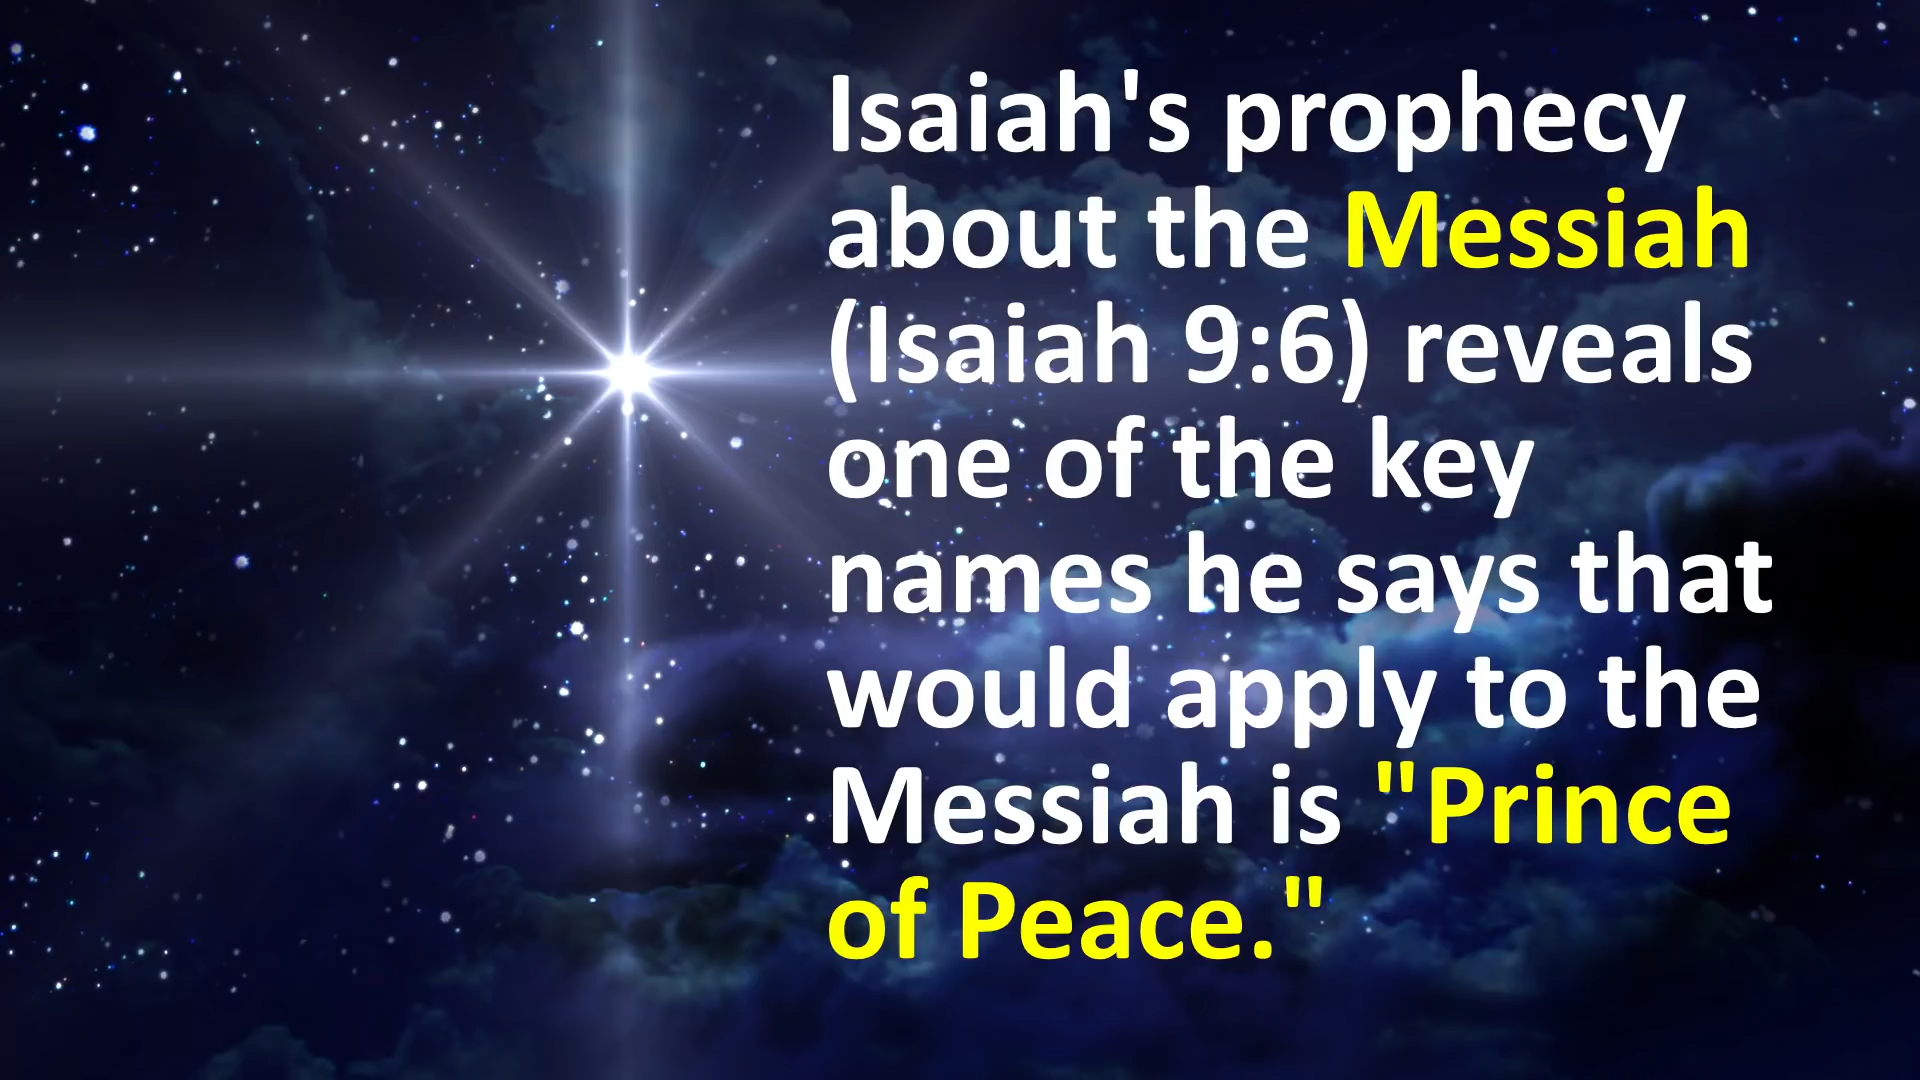 Isaiah's prophecy
about the Messiah
(Isaiah 9:6) reveals
one of the key
names he says that
would apply to the
Messiah is "Prince
of Peace."